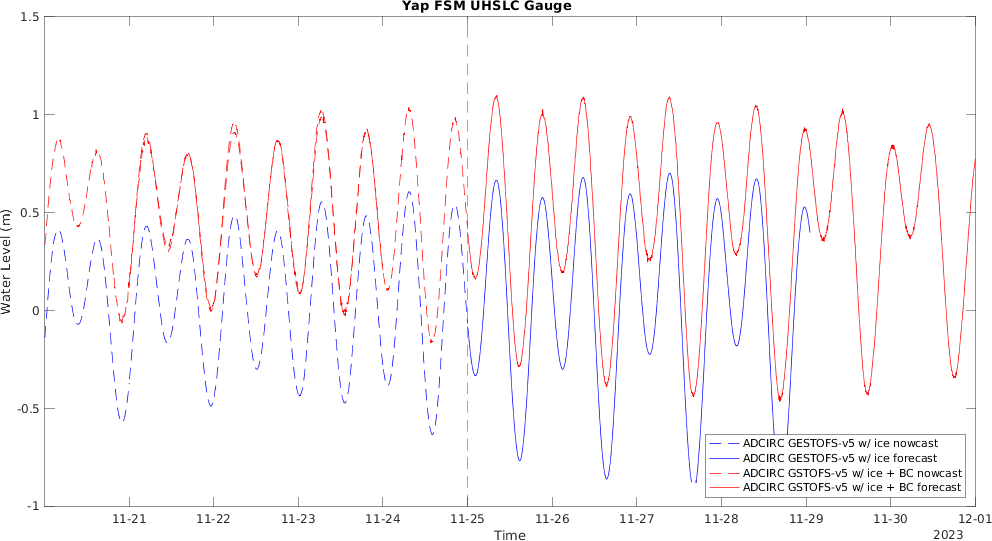 Yap FSM UHSLC Gauge
1.5
1
0.5
0
-0.5
-1
Water Level (m)
11-21
11-22
11-23
11-24
11-25
11-26
11-27
11-28
11-29
11-30
12-01
Time
2023
ADCIRC GESTOFS-v5 w/ ice nowcast
ADCIRC GESTOFS-v5 w/ ice forecast
ADCIRC GSTOFS-v5 w/ ice + BC nowcast
ADCIRC GSTOFS-v5 w/ ice + BC forecast